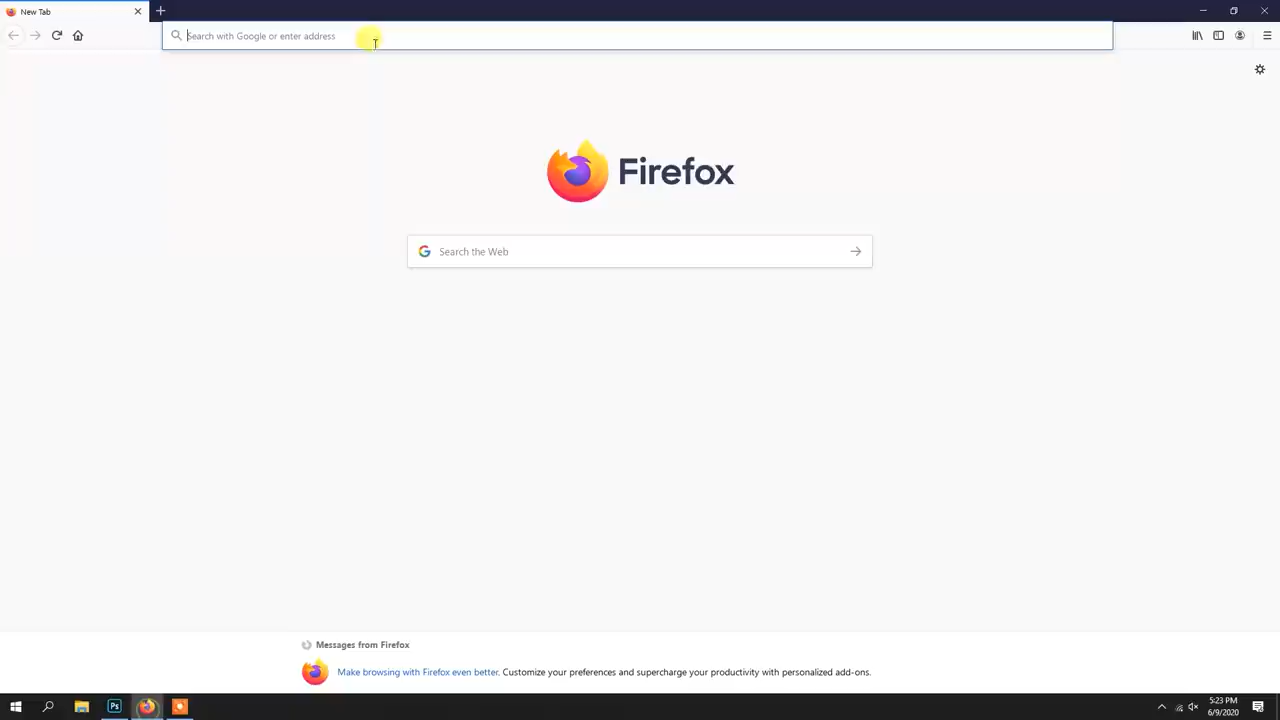 New Tab
Search with Google or enter address
Firefox
Search the Web
Messages from Firefox
Make browsing with Firefox even better. Customize your preferences and supercharge your productivity with personalized add-ons.
Ps
5:23 PM
6/9/2020